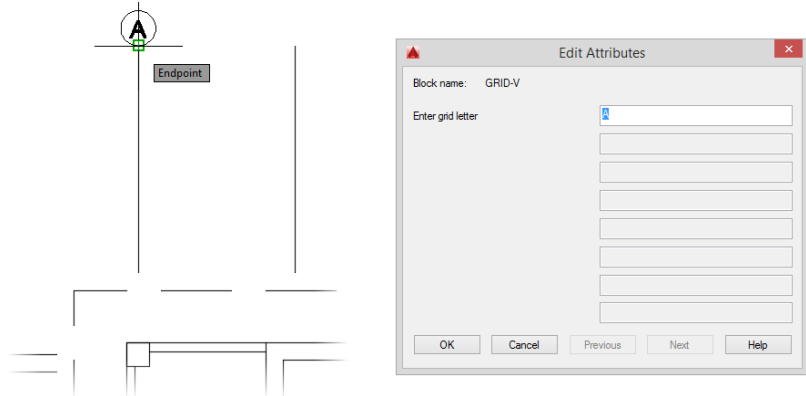 A
Endpoint
Edit Attributes
Block name: GRID-V
Enter grid letter A
OK Cancel Previous Next Help